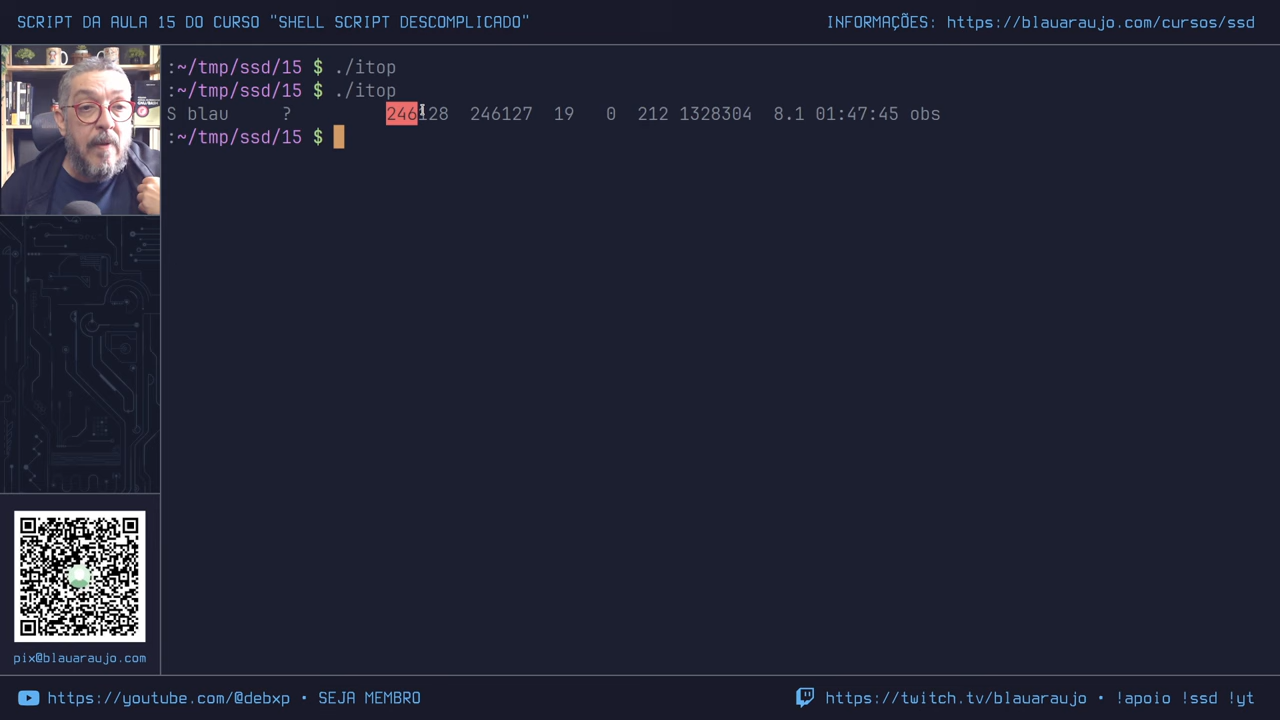 SCRIPT DA AULA 15 DO CURSO "SHELL SCRIPT DESCOMPLICADO"
INFORMAÇÕES: https://blauaraujo.com/cursos/ssd
:~/tmp/ssd/15 $ ./itop
:~/tmp/ssd/15 $ ./itop
S blau ? 246128 246127 19 0 212 1328304 8.1 01:47:45 obs
:~/tmp/ssd/15 $
pix@blauaraujo.com
https://youtube.com/@debxp • SEJA MEMBRO
https://twitch.tv/blauaraujo • !apoio !ssd !yt